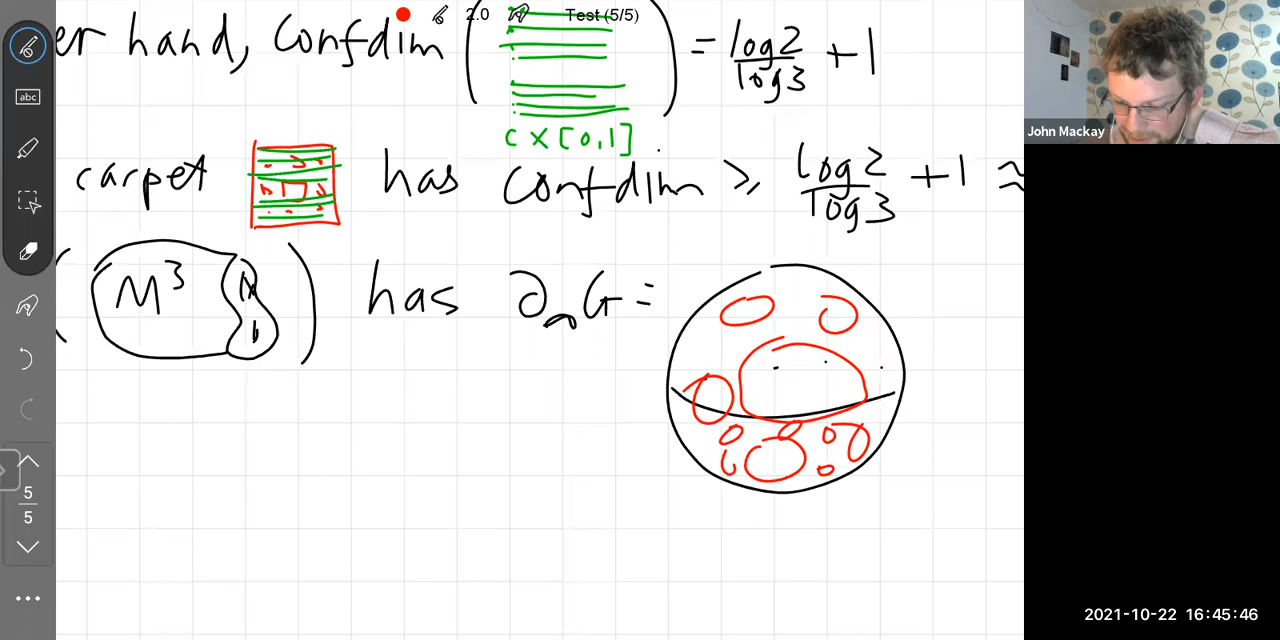 2.0 Test (5/5)
er hand, Confdim ( ) = log2/log3 + 1
abc
C × [0,1]
John Mackay
carpet has Confdim ≥ log2/log3 + 1 ≈
( M³ ) has ∂∞G =
5
5
2021-10-22 16:45:46